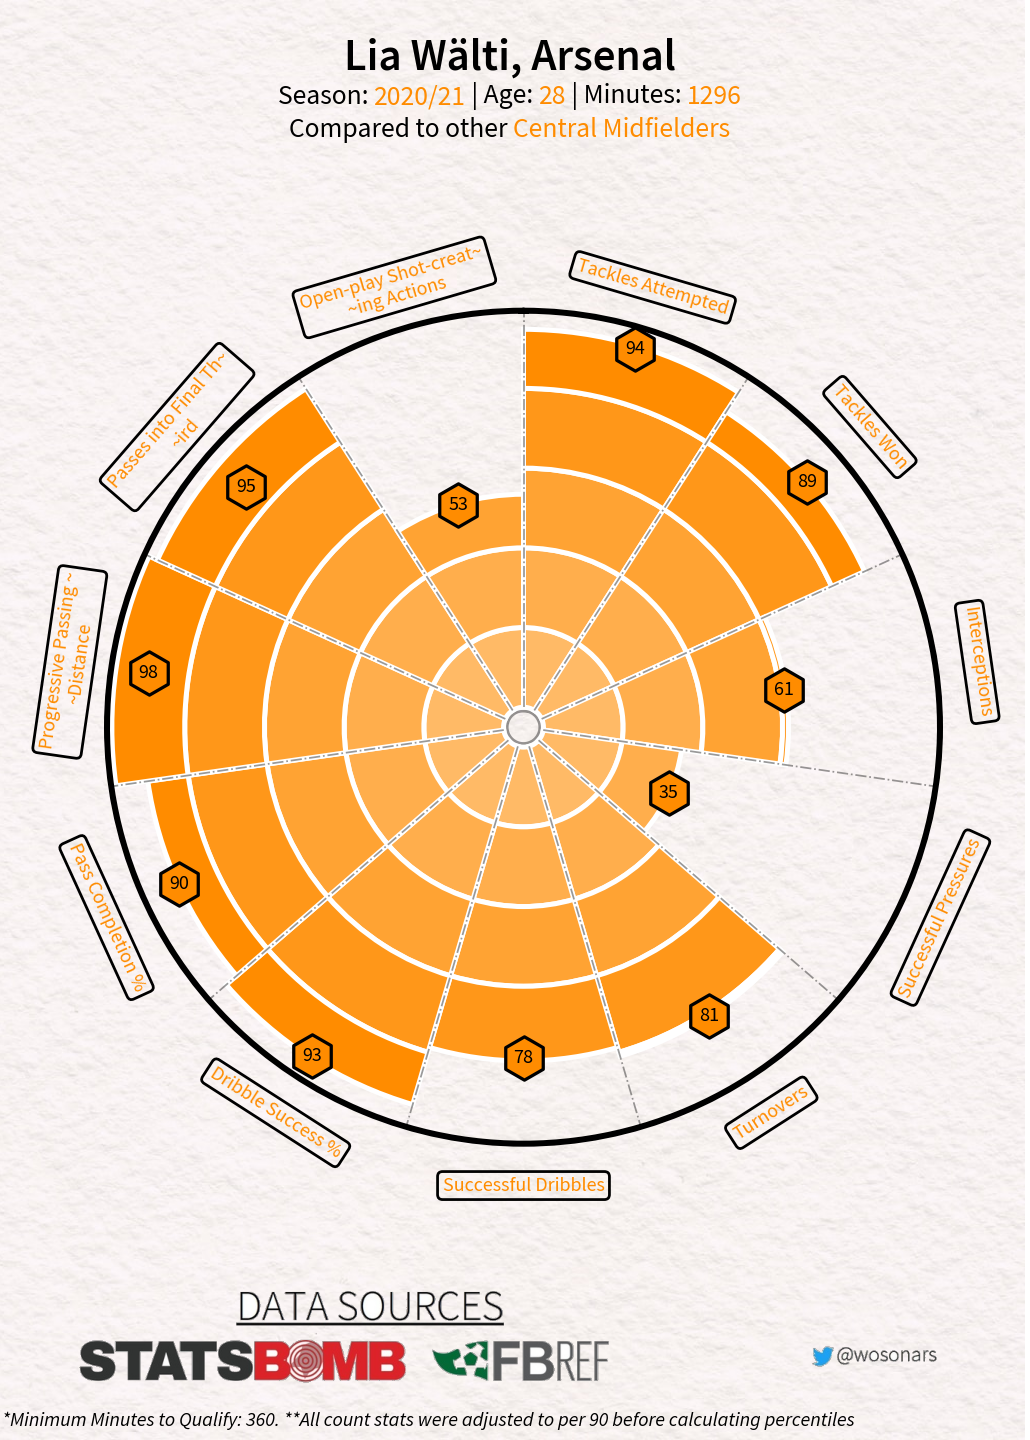 Lia Wälti, Arsenal
Season: 2020/21 | Age: 28 | Minutes: 1296
Compared to other Central Midfielders
Open-play Shot-creat~
~ing Actions
Tackles Attempted
Passes into Final Th~
~ird
Tackles Won
94
89
95
53
Interceptions
Progressive Passing ~
~Distance
98
61
35
Pass Completion %
90
Successful Pressures
81
93
78
Dribble Success %
Turnovers
Successful Dribbles
DATA SOURCES
STATSBOMB
FBREF
@wosonars
*Minimum Minutes to Qualify: 360. **All count stats were adjusted to per 90 before calculating percentiles